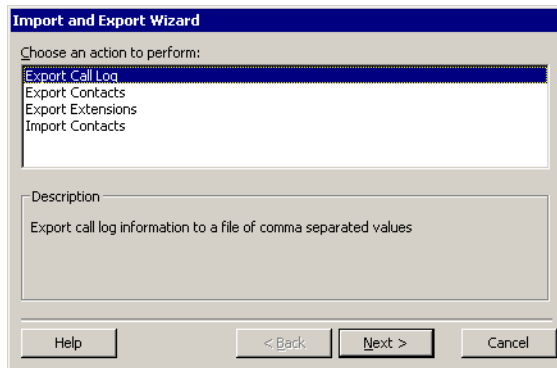 Import and Export Wizard
Choose an action to perform:
Export Call Log
Export Contacts
Export Extensions
Import Contacts
Description
Export call log information to a file of comma separated values
Help
< Back
Next >
Cancel